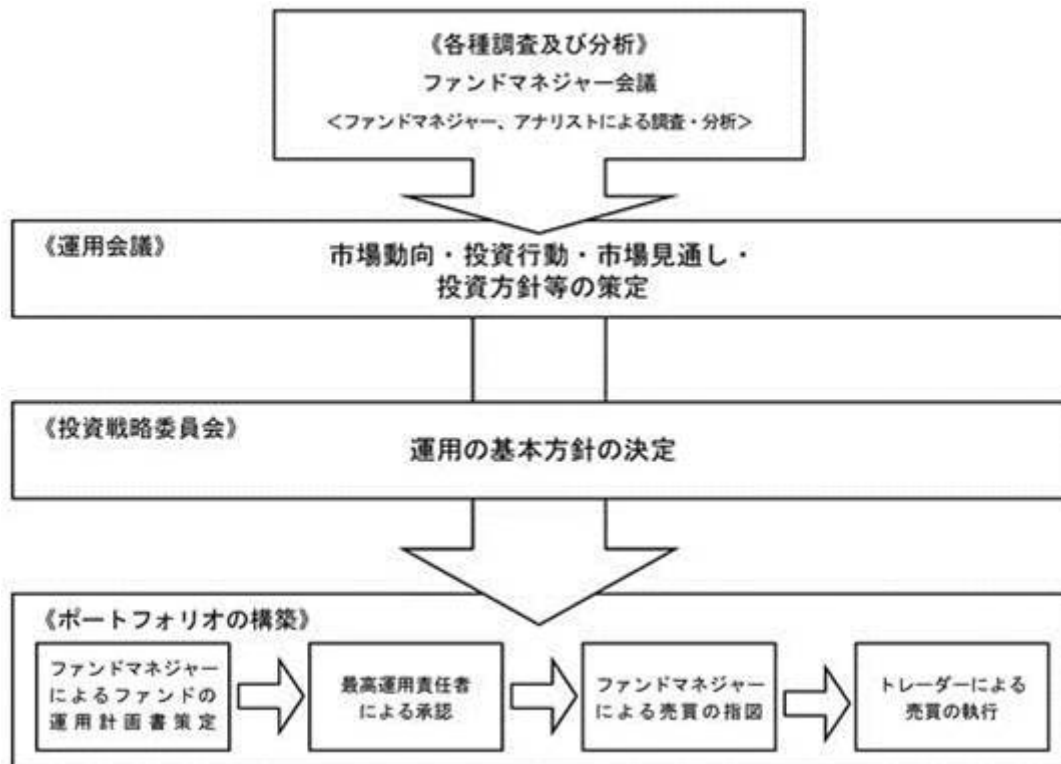 《各種調査及び分析》
ファンドマネジャー会議
＜ファンドマネジャー、アナリストによる調査・分析＞
《運用会議》
市場動向・投資行動・市場見通し・
投資方針等の策定
《投資戦略委員会》
運用の基本方針の決定
《ポートフォリオの構築》
ファンドマネジャー
によるファンドの
運用計画書策定
最高運用責任者
による承認
ファンドマネジャー
による売買の指図
トレーダーによる
売買の執行